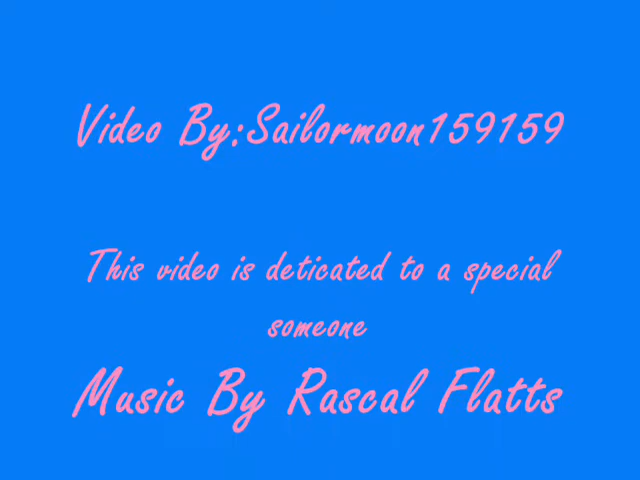 Video By:Sailormoon159159
This video is deticated to a special
someone
Music By Rascal Flatts